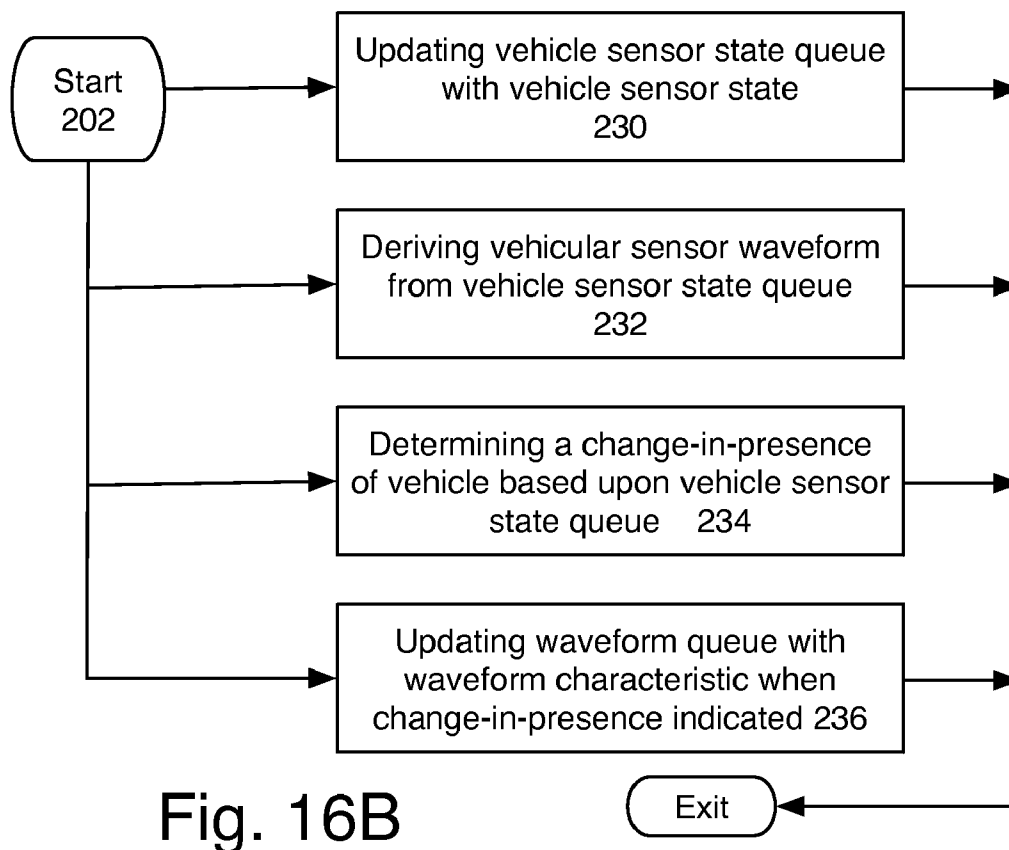 Start
202
Updating vehicle sensor state queue
with vehicle sensor state
230
Deriving vehicular sensor waveform
from vehicle sensor state queue
232
Determining a change-in-presence
of vehicle based upon vehicle sensor
state queue 234
Updating waveform queue with
waveform characteristic when
change-in-presence indicated 236
Fig. 16B
Exit